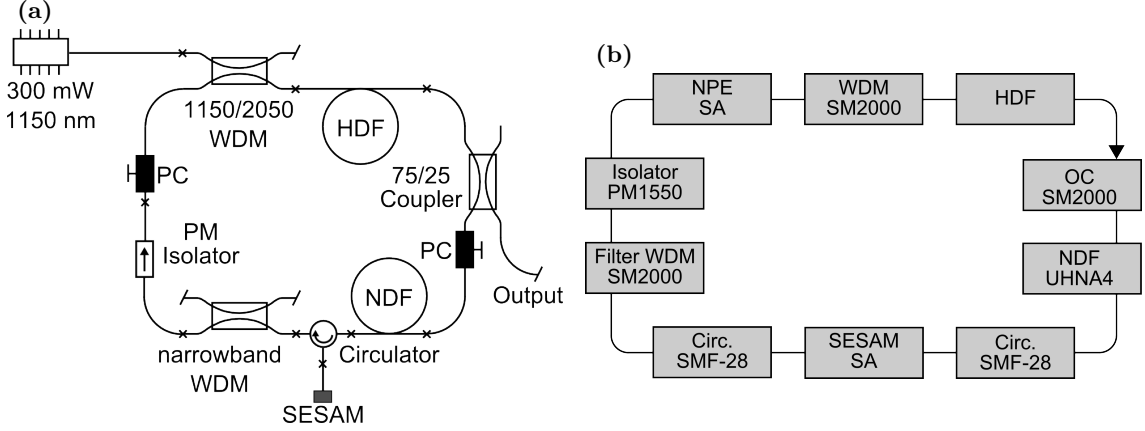 (a)
300 mW
1150 nm
1150/2050
WDM
HDF
75/25
Coupler
PC
PM
Isolator
PC
NDF
Output
narrowband
WDM
Circulator
SESAM
(b)
NPE
SA
WDM
SM2000
HDF
Isolator
PM1550
OC
SM2000
Filter WDM
SM2000
NDF
UHNA4
Circ.
SMF-28
SESAM
SA
Circ.
SMF-28